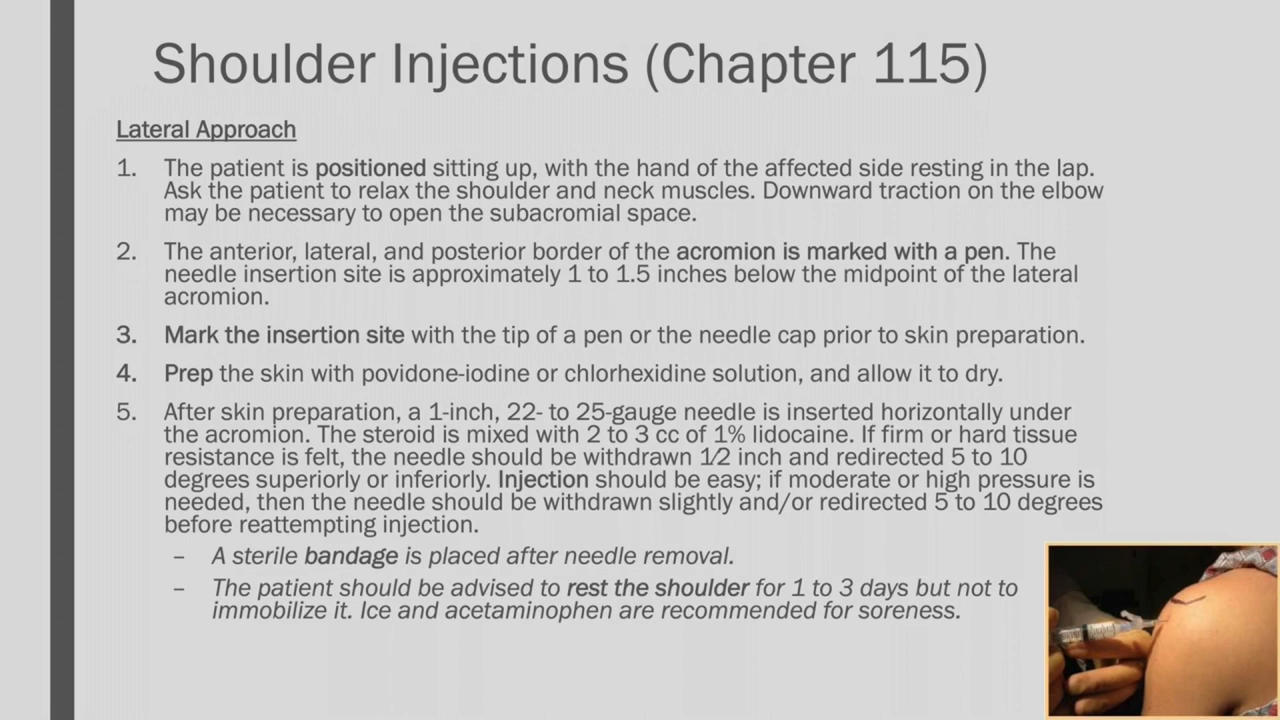 Shoulder Injections (Chapter 115)
Lateral Approach
1. The patient is positioned sitting up, with the hand of the affected side resting in the lap.
Ask the patient to relax the shoulder and neck muscles. Downward traction on the elbow
may be necessary to open the subacromial space.
2. The anterior, lateral, and posterior border of the acromion is marked with a pen. The
needle insertion site is approximately 1 to 1.5 inches below the midpoint of the lateral
acromion.
3. Mark the insertion site with the tip of a pen or the needle cap prior to skin preparation.
4. Prep the skin with povidone-iodine or chlorhexidine solution, and allow it to dry.
5. After skin preparation, a 1-inch, 22- to 25-gauge needle is inserted horizontally under
the acromion. The steroid is mixed with 2 to 3 cc of 1% lidocaine. If firm or hard tissue
resistance is felt, the needle should be withdrawn 1⁄2 inch and redirected 5 to 10
degrees superiorly or inferiorly. Injection should be easy; if moderate or high pressure is
needed, then the needle should be withdrawn slightly and/or redirected 5 to 10 degrees
before reattempting injection.
– A sterile bandage is placed after needle removal.
– The patient should be advised to rest the shoulder for 1 to 3 days but not to
immobilize it. Ice and acetaminophen are recommended for soreness.